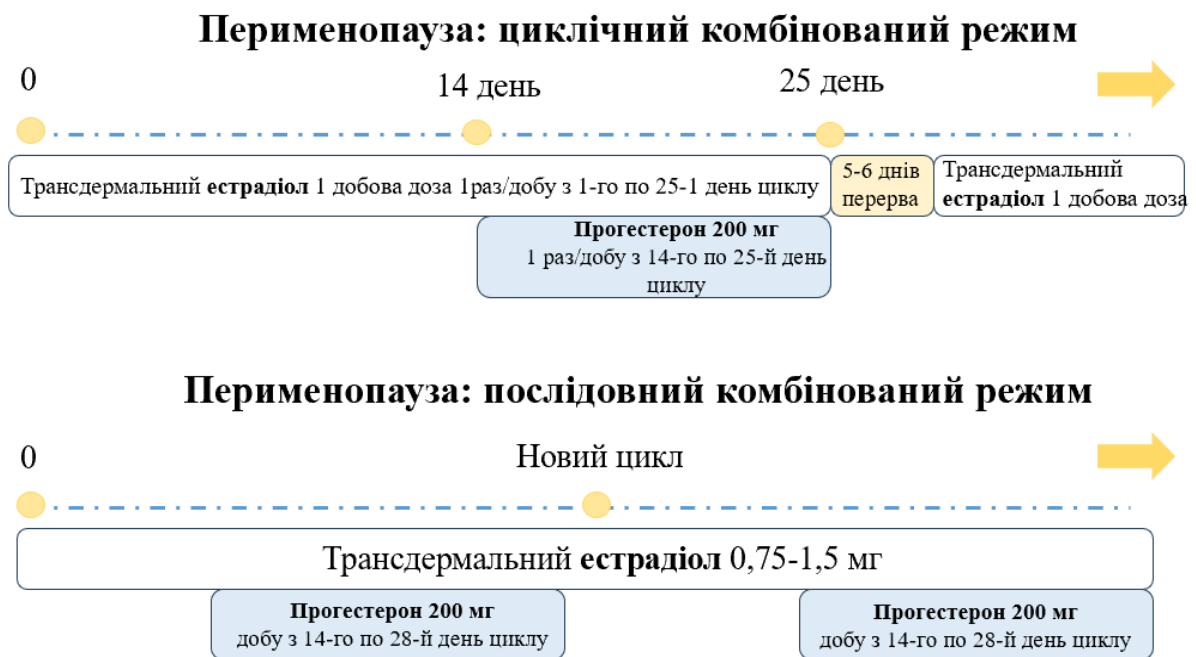 Перименопауза: циклічний комбінований режим
0
14 день
25 день
Трансдермальний естрадіол 1 добова доза 1раз/добу з 1-го по 25-1 день циклу
5-6 днів
перерва
Трансдермальний
естрадіол 1 добова доза
Прогестерон 200 мг
1 раз/добу з 14-го по 25-й день
циклу
Перименопауза: послідовний комбінований режим
0
Новий цикл
Трансдермальний естрадіол 0,75-1,5 мг
Прогестерон 200 мг
добу з 14-го по 28-й день циклу
Прогестерон 200 мг
добу з 14-го по 28-й день циклу